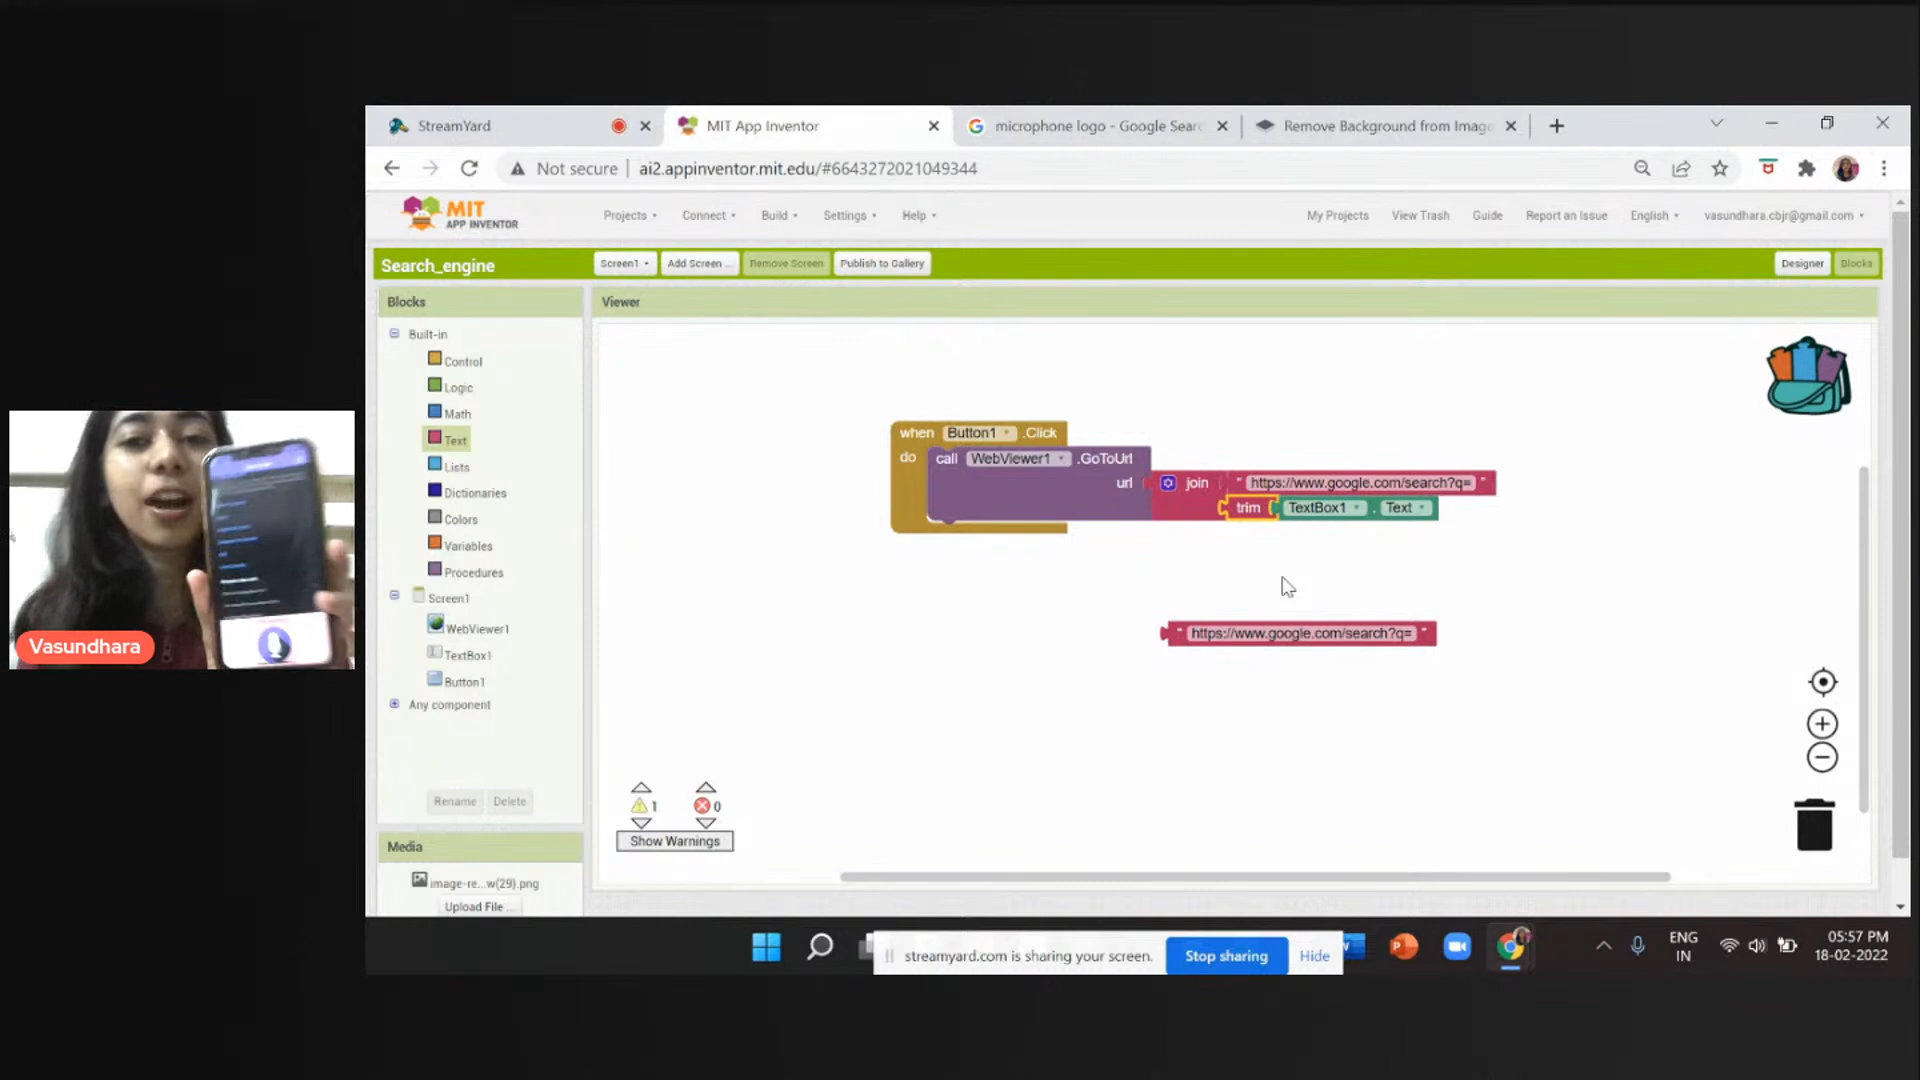 StreamYard
MIT App Inventor
microphone logo - Google Searc
Remove Background from Image
Not secure
ai2.appinventor.mit.edu/#6643272021049344
MIT
APP INVENTOR
Projects
Connect
Build
Settings
Help
My Projects
View Trash
Guide
Report an Issue
English
vasundhara.cbjr@gmail.com
Search_engine
Screen1
Add Screen ...
Remove Screen
Publish to Gallery
Designer
Blocks
Blocks
Viewer
Built-in
Control
Logic
Math
Text
Lists
Dictionaries
Colors
Variables
Procedures
Screen1
WebViewer1
TextBox1
Button1
Any component
Rename
Delete
Media
image-re...w(29).png
Upload File ...
when Button1 .Click
do call WebViewer1 .GoToUrl
url join " https://www.google.com/search?q= "
trim TextBox1 . Text
" https://www.google.com/search?q= "
1
0
Show Warnings
Vasundhara
streamyard.com is sharing your screen.
Stop sharing
Hide
ENG
IN
05:57 PM
18-02-2022